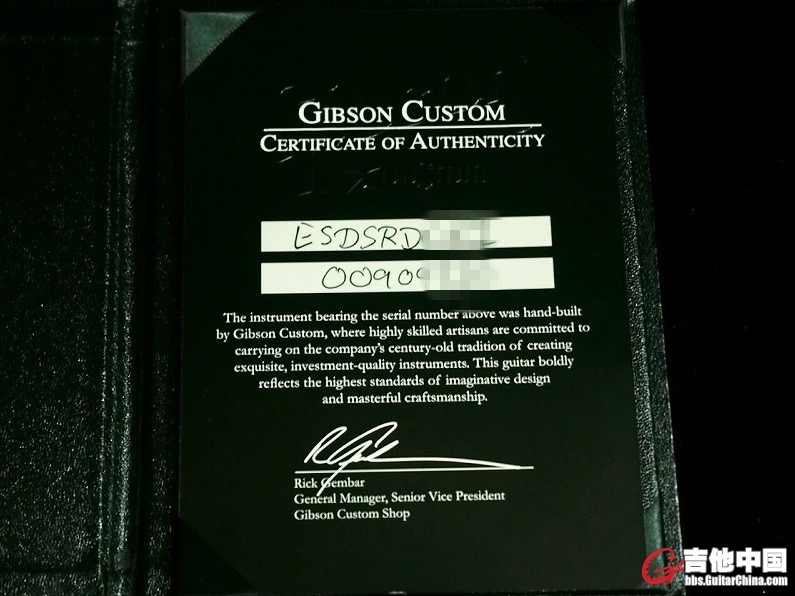 GIBSON CUSTOM
CERTIFICATE OF AUTHENTICITY
ESDSRD
00909
The instrument bearing the serial number above was hand-built
by Gibson Custom, where highly skilled artisans are committed to
carrying on the company's century-old tradition of creating
exquisite, investment-quality instruments. This guitar boldly
reflects the highest standards of imaginative design
and masterful craftsmanship.
Rick Gembar
General Manager, Senior Vice President
Gibson Custom Shop
吉他中国
bbs.GuitarChina.com